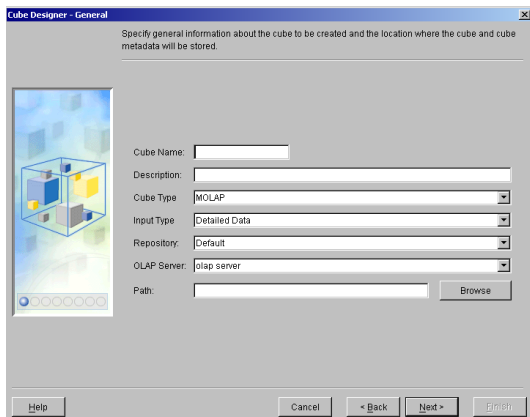 Cube Designer - General
Specify general information about the cube to be created and the location where the cube and cube
metadata will be stored.
Cube Name:
Description:
Cube Type MOLAP
Input Type Detailed Data
Repository: Default
OLAP Server: olap server
Path: Browse
Help Cancel < Back Next > Finish